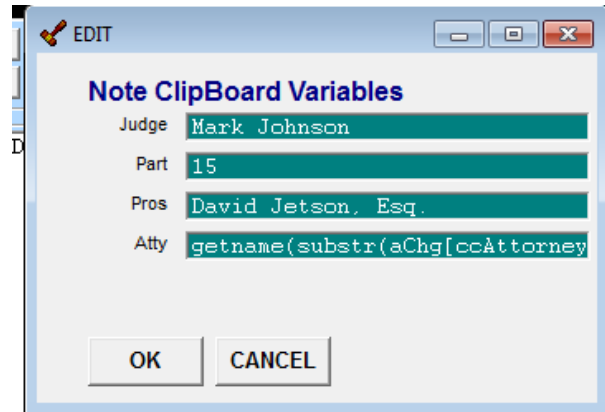 EDIT
Note ClipBoard Variables
Judge Mark Johnson
Part 15
D
Pros David Jetson, Esq.
Atty getname(substr(aChg[ccAttorney
OK CANCEL